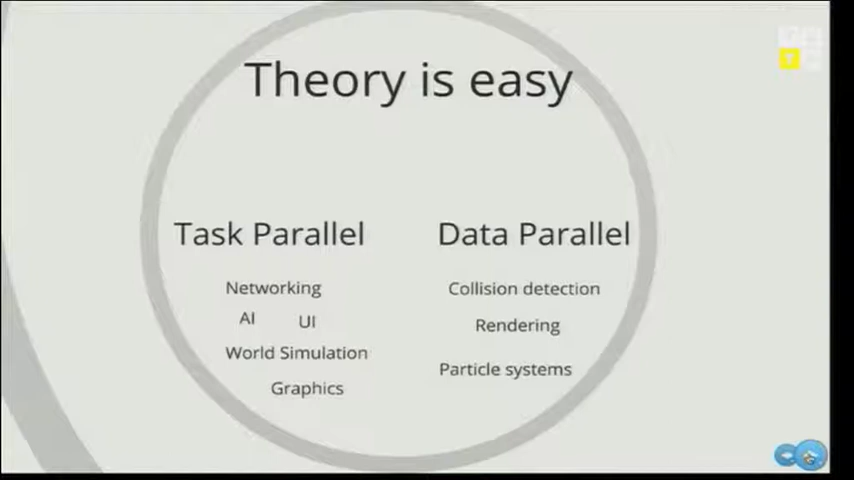 Theory is easy
Task Parallel
Data Parallel
Networking
Collision detection
AI
UI
Rendering
World Simulation
Particle systems
Graphics